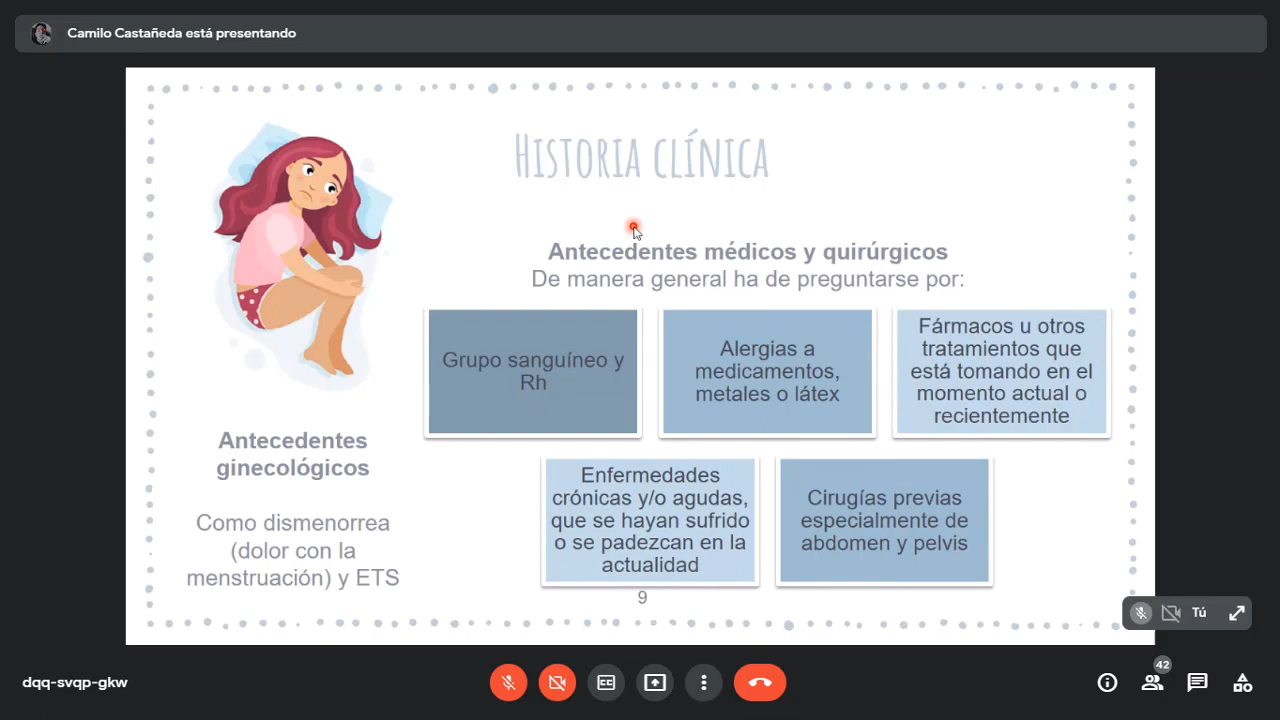 Camilo Castañeda está presentando
Historia clínica
Antecedentes médicos y quirúrgicos
De manera general ha de preguntarse por:
Grupo sanguíneo y
Rh
Alergias a
medicamentos,
metales o látex
Fármacos u otros
tratamientos que
está tomando en el
momento actual o
recientemente
Enfermedades
crónicas y/o agudas,
que se hayan sufrido
o se padezcan en la
actualidad
Cirugías previas
especialmente de
abdomen y pelvis
Antecedentes
ginecológicos
Como dismenorrea
(dolor con la
menstruación) y ETS
9
Tú
dqq-svqp-gkw
CC
42